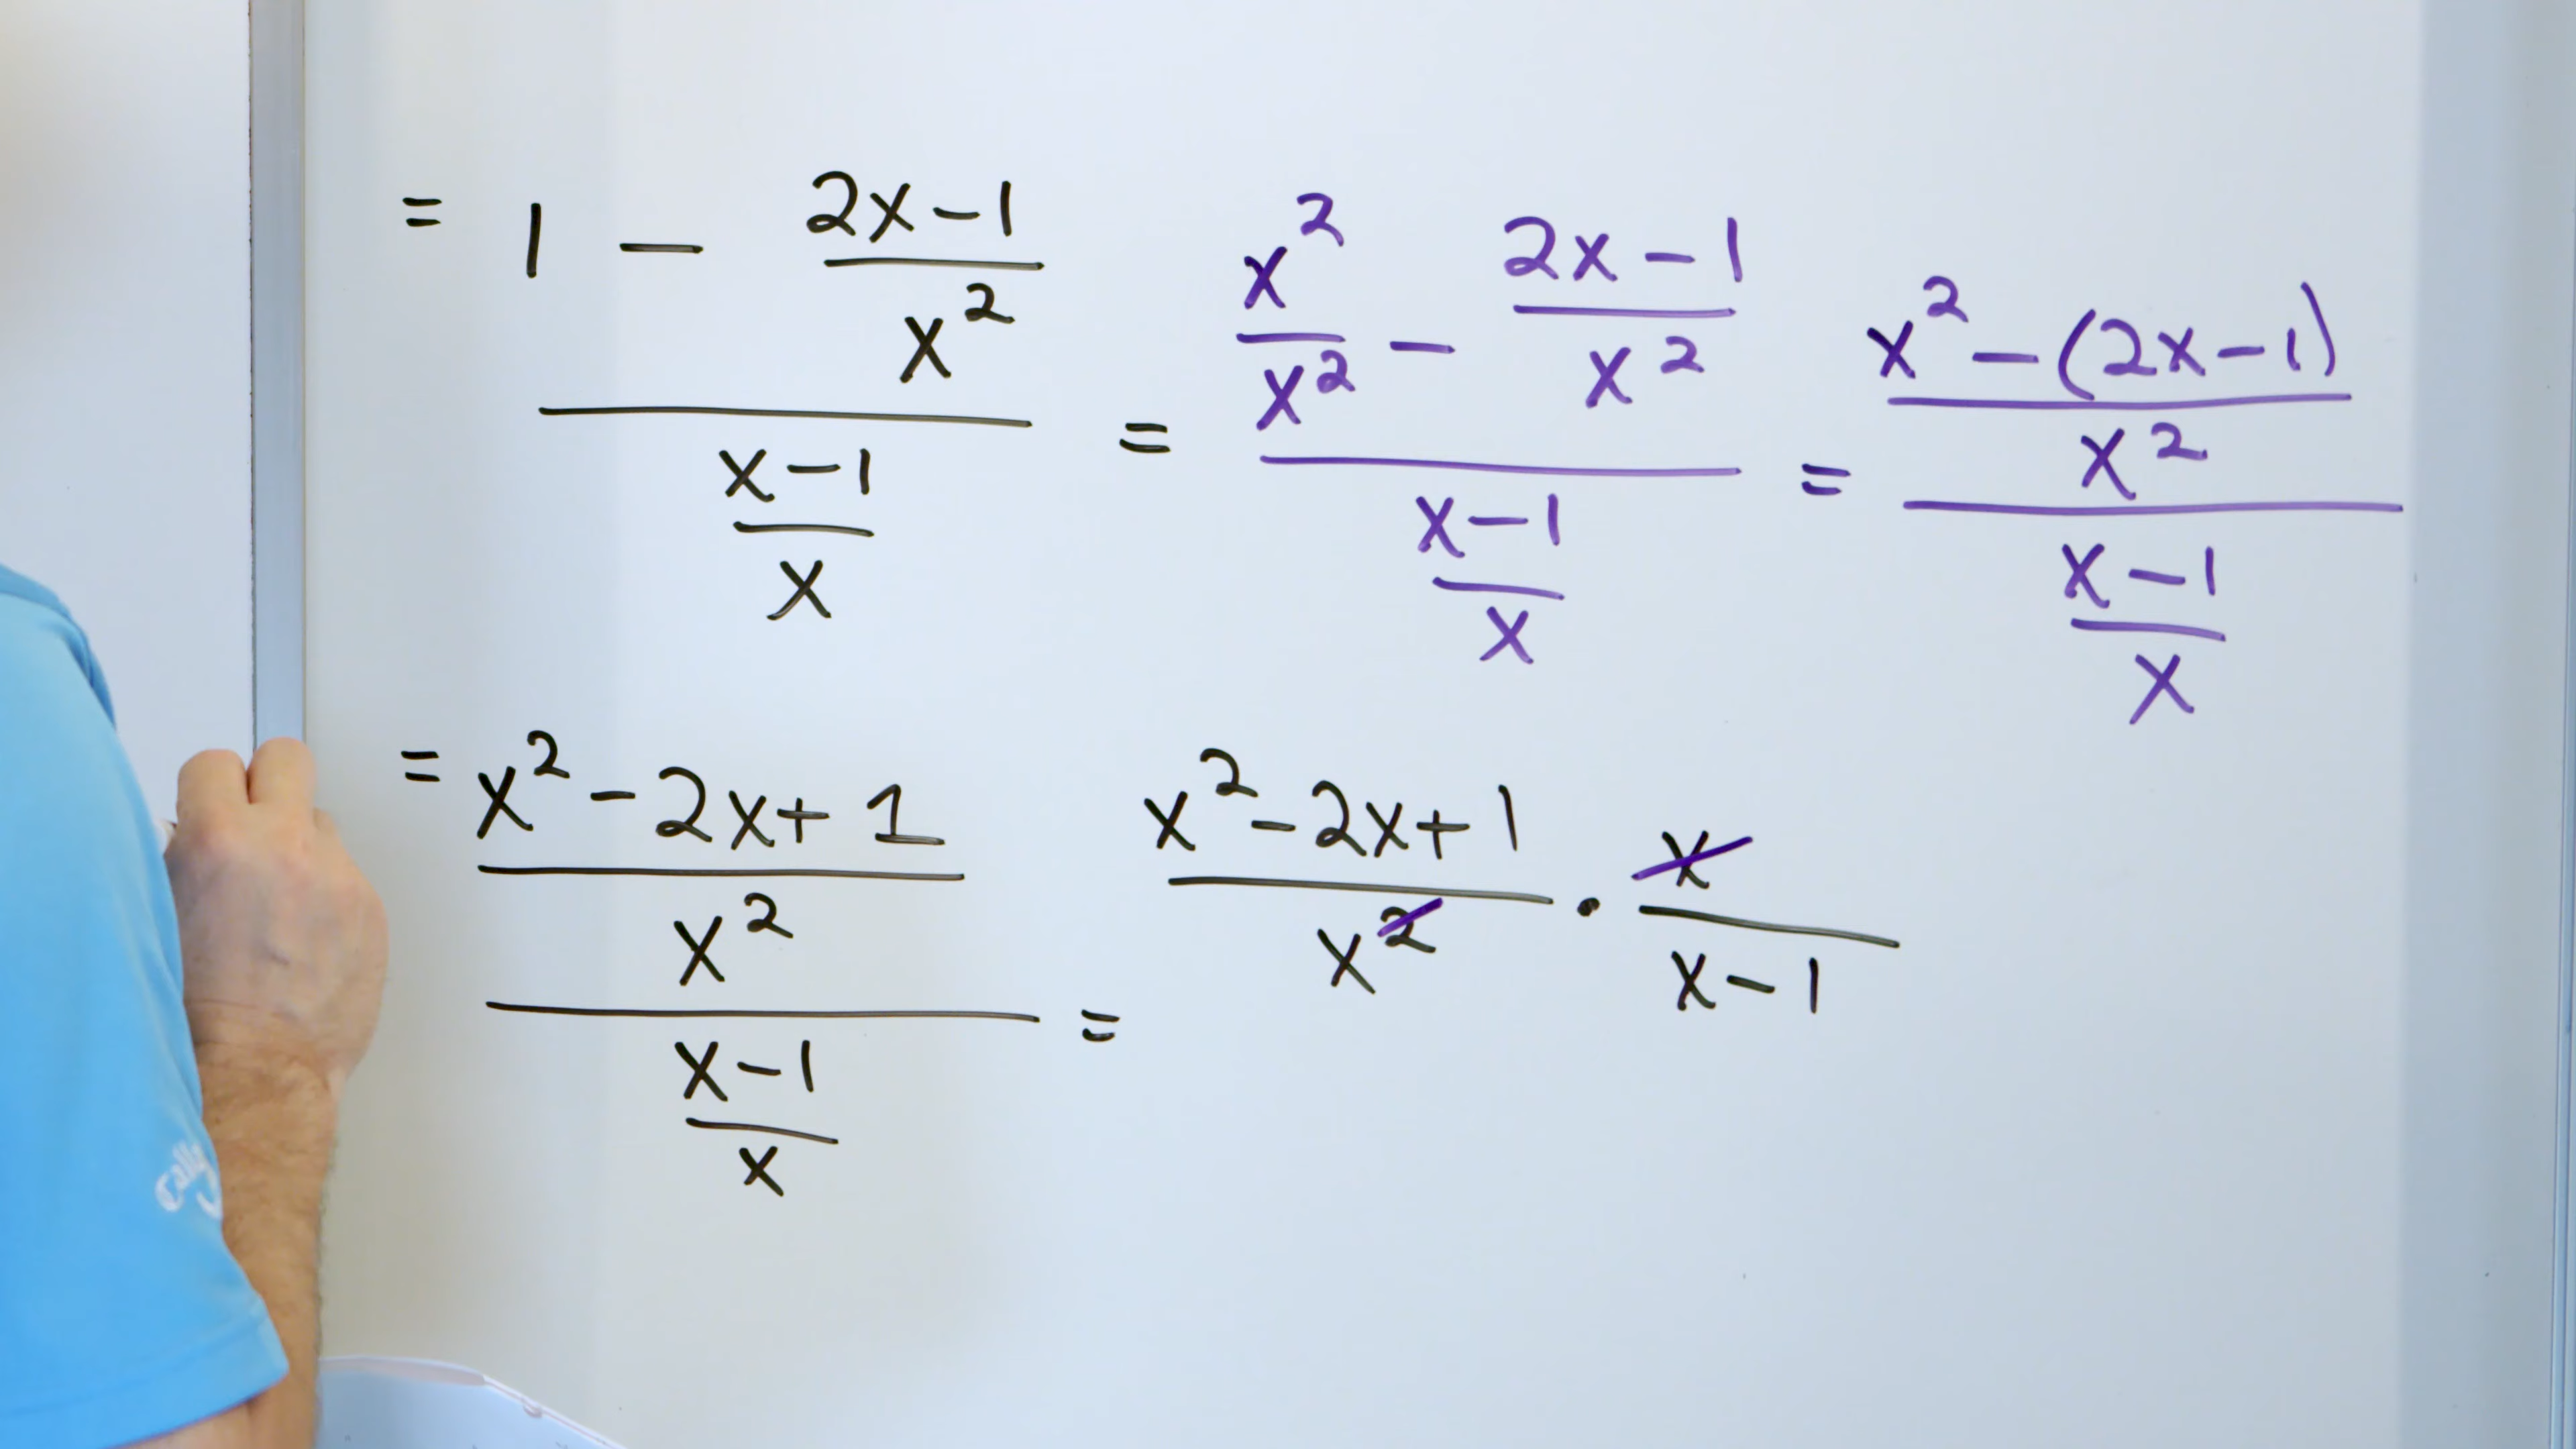 = (1 - (2x-1)/x²)/((x-1)/x) = (x²/x² - (2x-1)/x²)/((x-1)/x) = ((x²-(2x-1))/x²)/((x-1)/x)
= ((x²-2x+1)/x²)/((x-1)/x) = (x²-2x+1)/x² · x/(x-1)